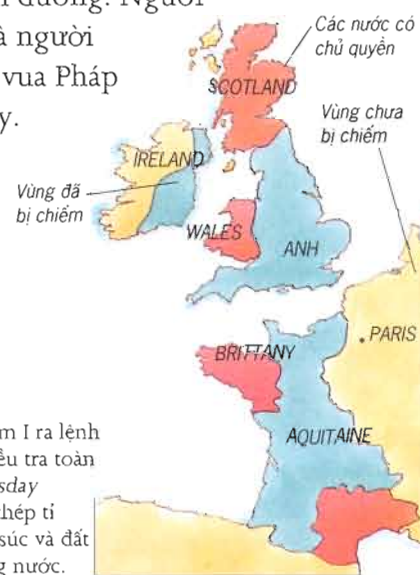 à người
vua Pháp
y.
Các nước có
chủ quyền
SCOTLAND
Vùng chưa
bị chiếm
IRELAND
Vùng đã
bị chiếm
WALES
ANH
PARIS
BRITTANY
AQUITAINE
m I ra lệnh
ều tra toàn
sday
hép tỉ
súc và đất
g nước.